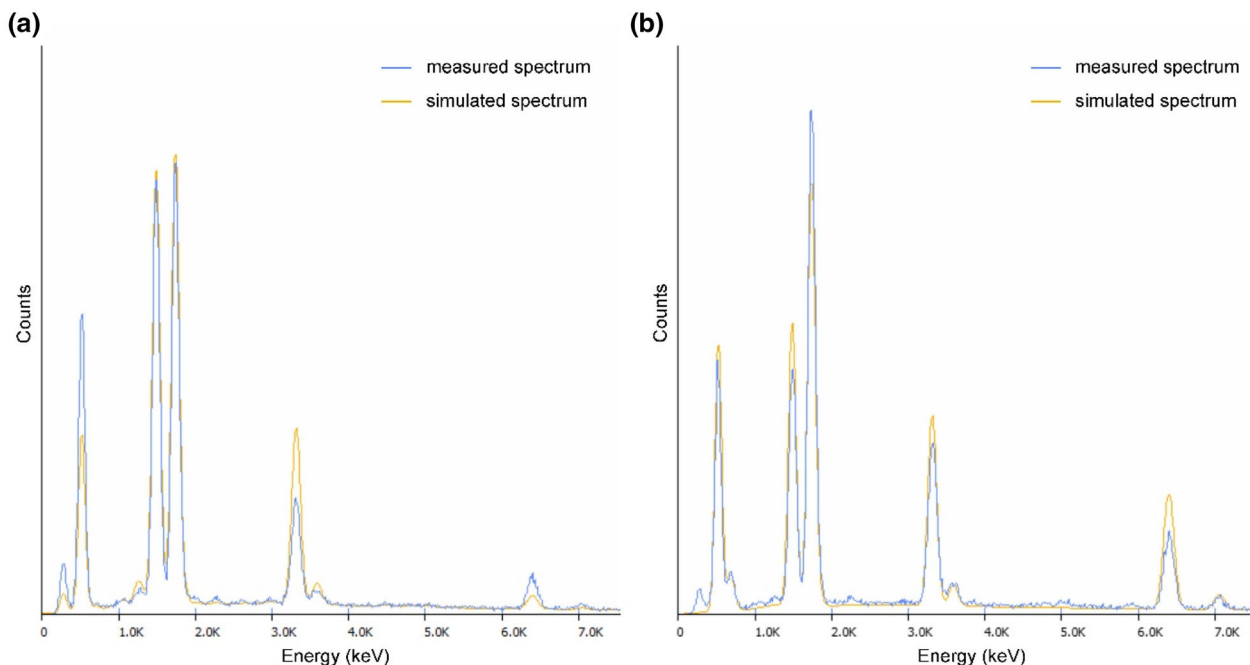 (a)
measured spectrum
simulated spectrum
Counts
0 1.0K 2.0K 3.0K 4.0K 5.0K 6.0K 7.0K
Energy (keV)
(b)
measured spectrum
simulated spectrum
Counts
0 1.0K 2.0K 3.0K 4.0K 5.0K 6.0K 7.0K
Energy (keV)